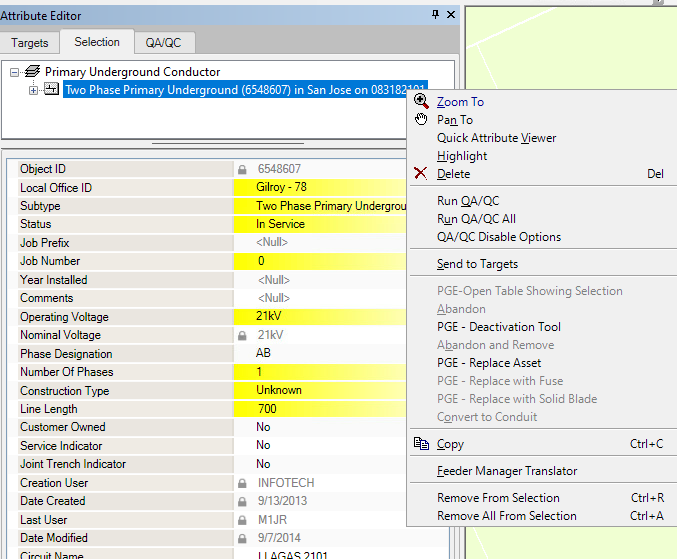 Attribute Editor
Targets
Selection
QA/QC
Primary Underground Conductor
Two Phase Primary Underground (6548607) in San Jose on 083182101
Object ID 6548607
Local Office ID Gilroy - 78
Subtype Two Phase Primary Undergrou
Status In Service
Job Prefix <Null>
Job Number 0
Year Installed <Null>
Comments <Null>
Operating Voltage 21kV
Nominal Voltage 21kV
Phase Designation AB
Number Of Phases 1
Construction Type Unknown
Line Length 700
Customer Owned No
Service Indicator No
Joint Trench Indicator No
Creation User INFOTECH
Date Created 9/13/2013
Last User M1JR
Date Modified 9/7/2014
Circuit Name LLAGAS 2101
Zoom To
Pan To
Quick Attribute Viewer
Highlight
Delete Del
Run QA/QC
Run QA/QC All
QA/QC Disable Options
Send to Targets
PGE-Open Table Showing Selection
Abandon
PGE - Deactivation Tool
Abandon and Remove
PGE - Replace Asset
PGE - Replace with Fuse
PGE - Replace with Solid Blade
Convert to Conduit
Copy Ctrl+C
Feeder Manager Translator
Remove From Selection Ctrl+R
Remove All From Selection Ctrl+A